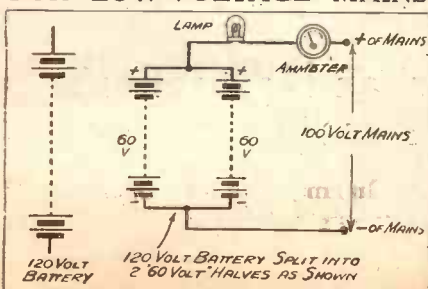 FOR LOW VOLTAGE MAINS
LAMP
+ OF MAINS
AMMETER
+ +
60 V
60 V
100 VOLT MAINS
- -
- OF MAINS
120 VOLT BATTERY
120 VOLT BATTERY SPLIT INTO
2 "60 VOLT" HALVES AS SHOWN